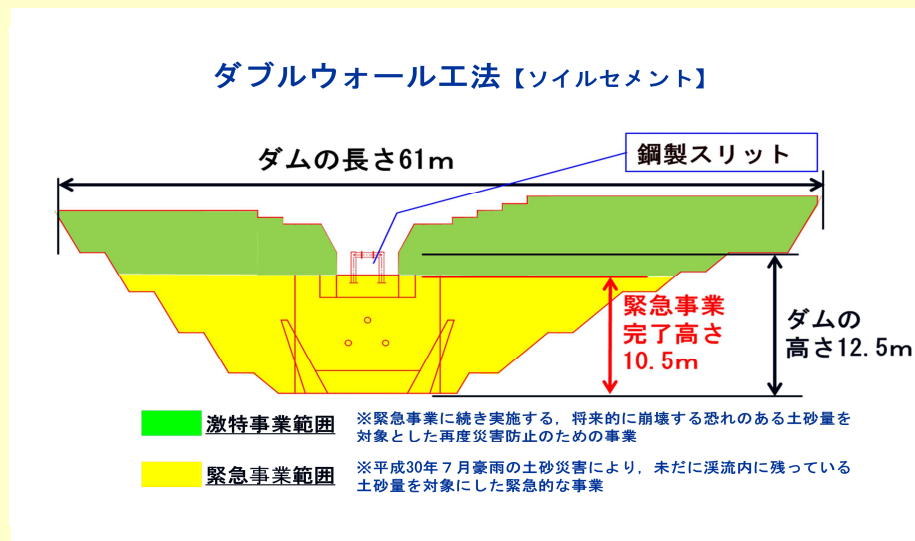 ダブルウォール工法【ソイルセメント】
ダムの長さ61m
鋼製スリット
緊急事業
完了高さ
10.5m
ダムの
高さ12.5m
激特事業範囲
※緊急事業に続き実施する，将来的に崩壊する恐れのある土砂量を
対象とした再度災害防止のための事業
緊急事業範囲
※平成30年７月豪雨の土砂災害により，未だに渓流内に残っている
土砂量を対象にした緊急的な事業